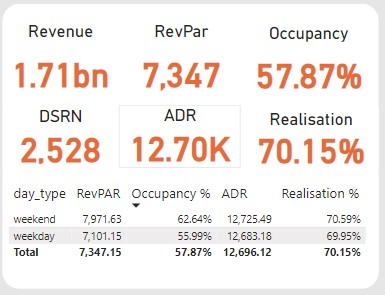 Revenue RevPar Occupancy
1.71bn 7,347 57.87%
DSRN ADR Realisation
2,528 12.70K 70.15%
day_type RevPAR Occupancy % ADR Realisation %
weekend 7,971.63 62.64% 12,725.49 70.59%
weekday 7,101.15 55.99% 12,683.18 69.95%
Total 7,347.15 57.87% 12,696.12 70.15%